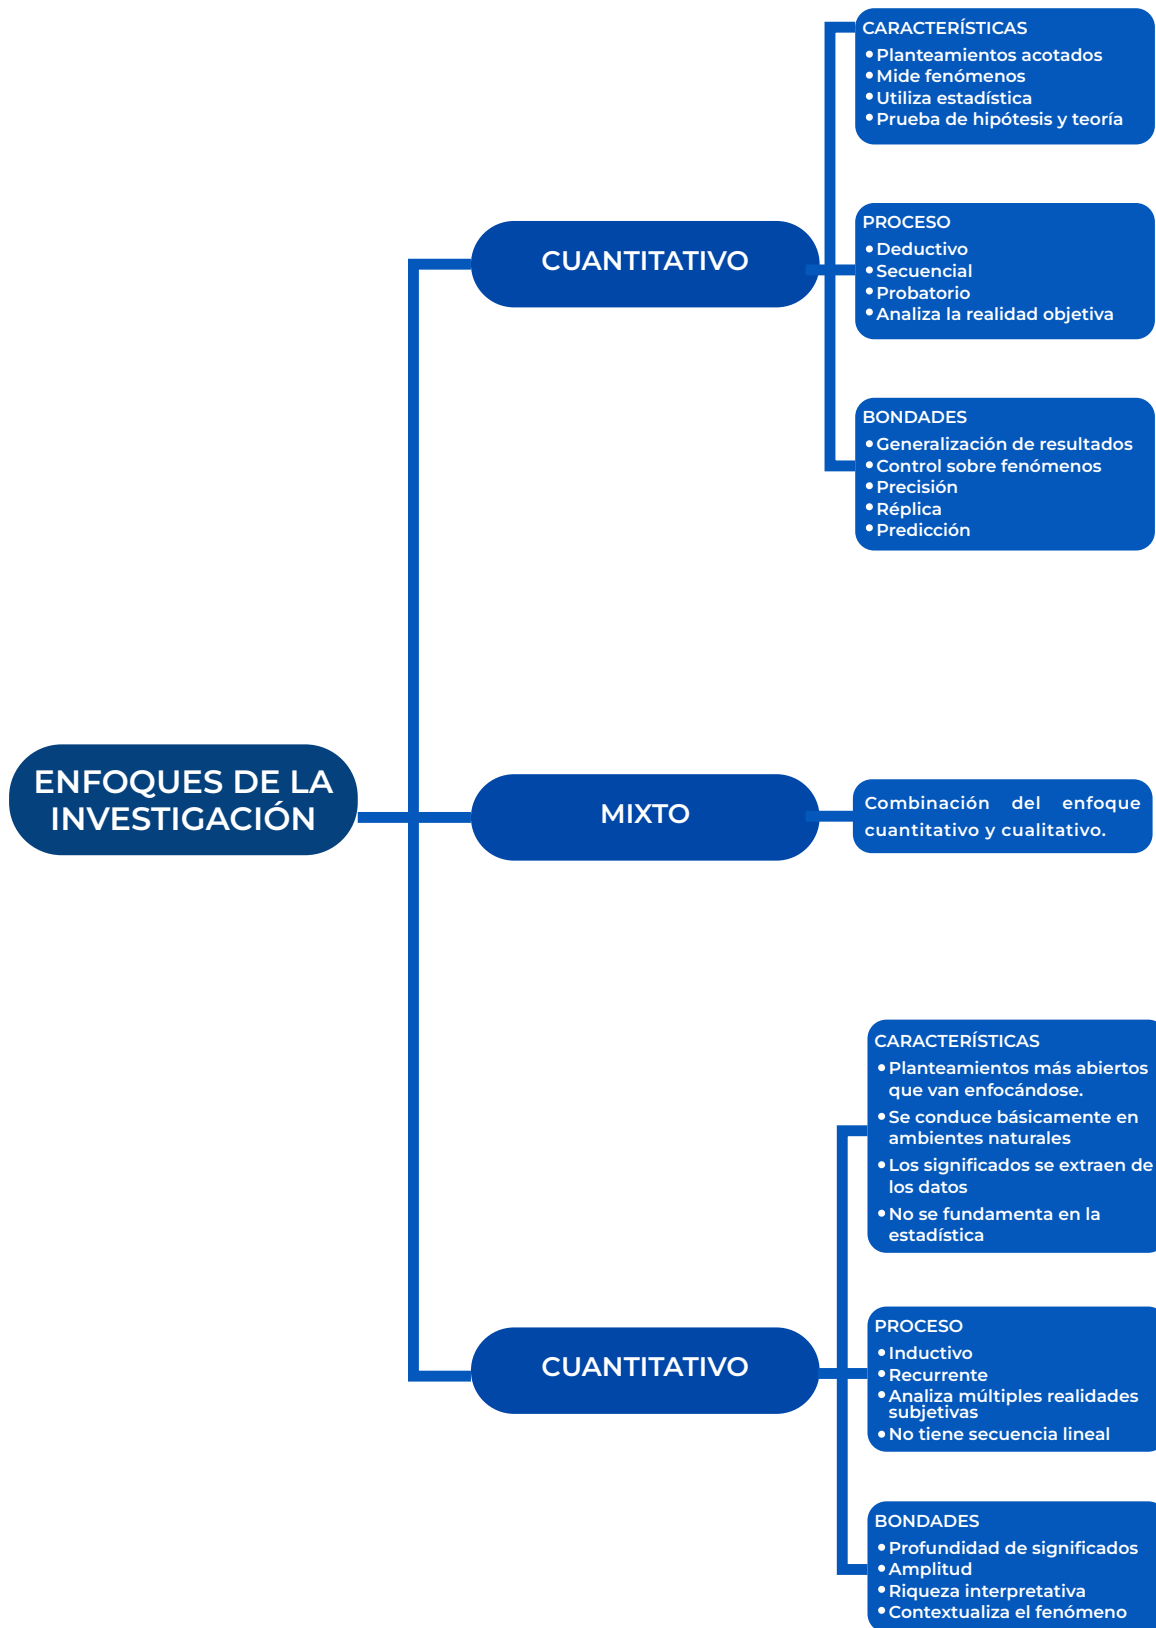 ENFOQUES DE LA
INVESTIGACIÓN
CUANTITATIVO
CARACTERÍSTICAS
• Planteamientos acotados
• Mide fenómenos
• Utiliza estadística
• Prueba de hipótesis y teoría
PROCESO
• Deductivo
• Secuencial
• Probatorio
• Analiza la realidad objetiva
BONDADES
• Generalización de resultados
• Control sobre fenómenos
• Precisión
• Réplica
• Predicción
MIXTO
Combinación del enfoque
cuantitativo y cualitativo.
CUANTITATIVO
CARACTERÍSTICAS
• Planteamientos más abiertos
que van enfocándose.
• Se conduce básicamente en
ambientes naturales
• Los significados se extraen de
los datos
• No se fundamenta en la
estadística
PROCESO
• Inductivo
• Recurrente
• Analiza múltiples realidades
subjetivas
• No tiene secuencia lineal
BONDADES
• Profundidad de significados
• Amplitud
• Riqueza interpretativa
• Contextualiza el fenómeno